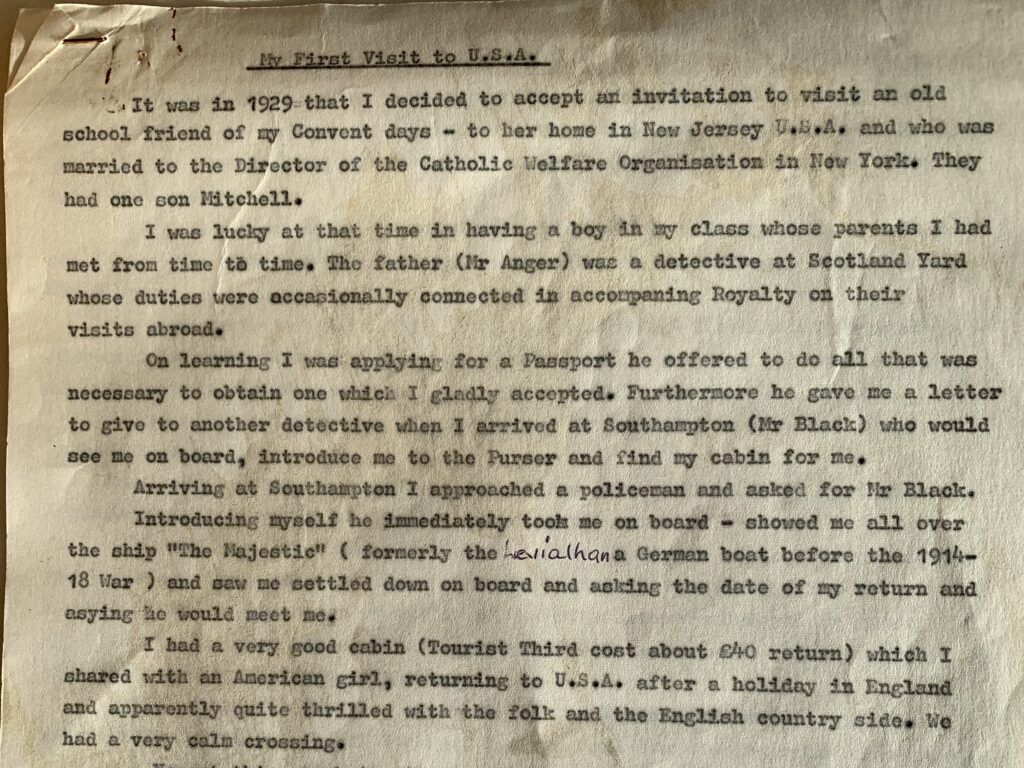 My First Visit to U.S.A.
It was in 1929 that I decided to accept an invitation to visit an old
school friend of my Convent days - to her home in New Jersey U.S.A. and who was
married to the Director of the Catholic Welfare Organisation in New York. They
had one son Mitchell.
I was lucky at that time in having a boy in my class whose parents I had
met from time to time. The father (Mr Anger) was a detective at Scotland Yard
whose duties were occasionally connected in accompaning Royalty on their
visits abroad.
On learning I was applying for a Passport he offered to do all that was
necessary to obtain one which I gladly accepted. Furthermore he gave me a letter
to give to another detective when I arrived at Southampton (Mr Black) who would
see me on board, introduce me to the Purser and find my cabin for me.
Arriving at Southampton I approached a policeman and asked for Mr Black.
Introducing myself he immediately took me on board - showed me all over
the ship "The Majestic" ( formerly the Leviathan a German boat before the 1914-
18 War ) and saw me settled down on board and asking the date of my return and
asying he would meet me.
I had a very good cabin (Tourist Third cost about £40 return) which I
shared with an American girl, returning to U.S.A. after a holiday in England
and apparently quite thrilled with the folk and the English country side. We
had a very calm crossing.